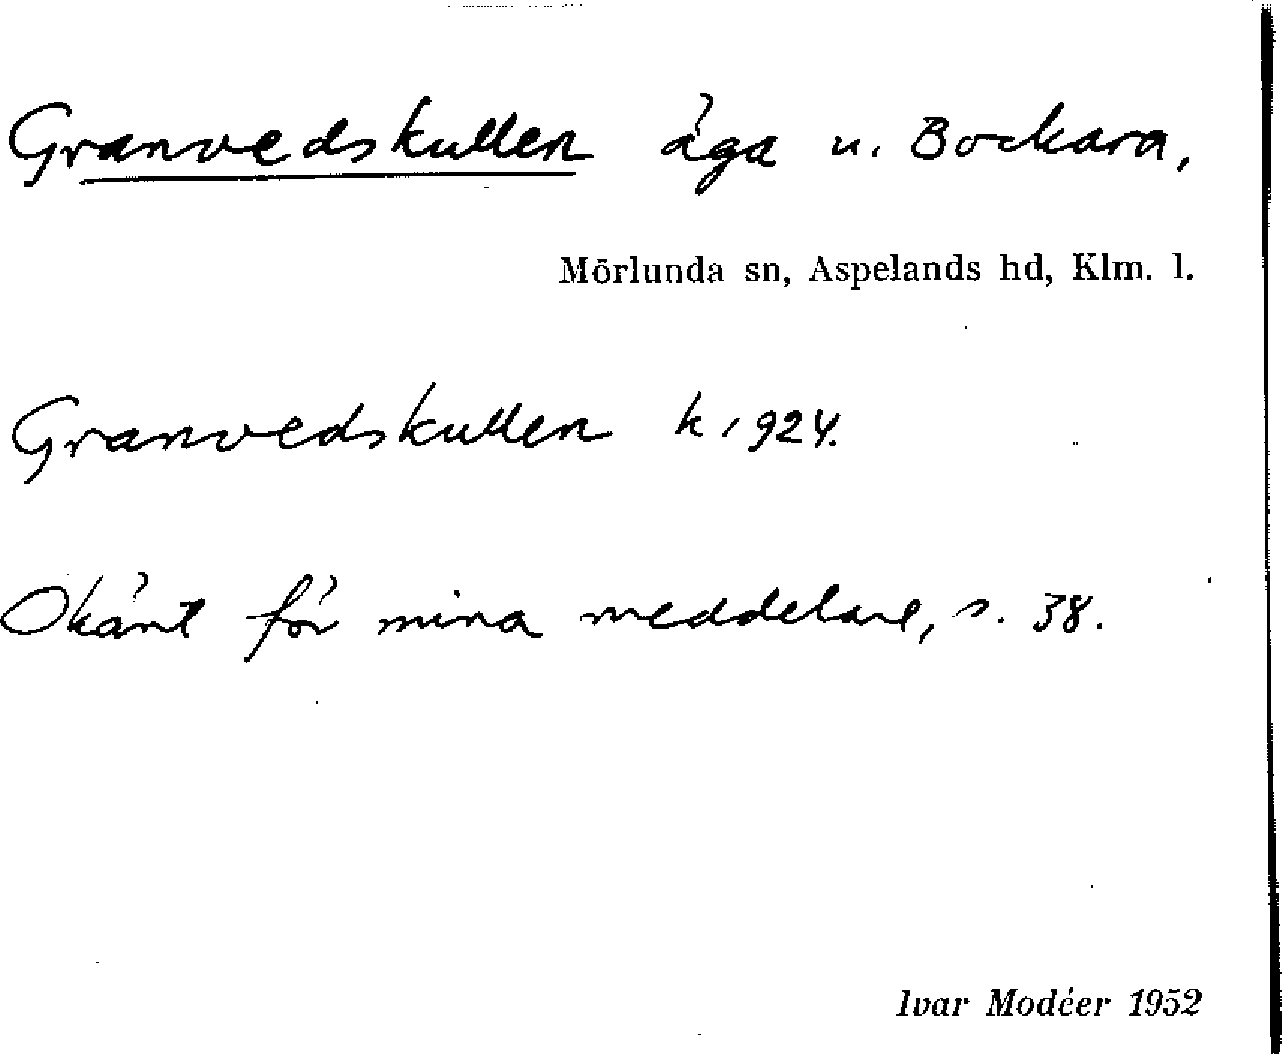 Granvedskullen äga u. Bockara,
Mörlunda sn, Aspelands hd, Klm. l.
Granvedskullen k 1924.
Okänt för mina meddelare, s. 38.
Ivar Modéer 1952